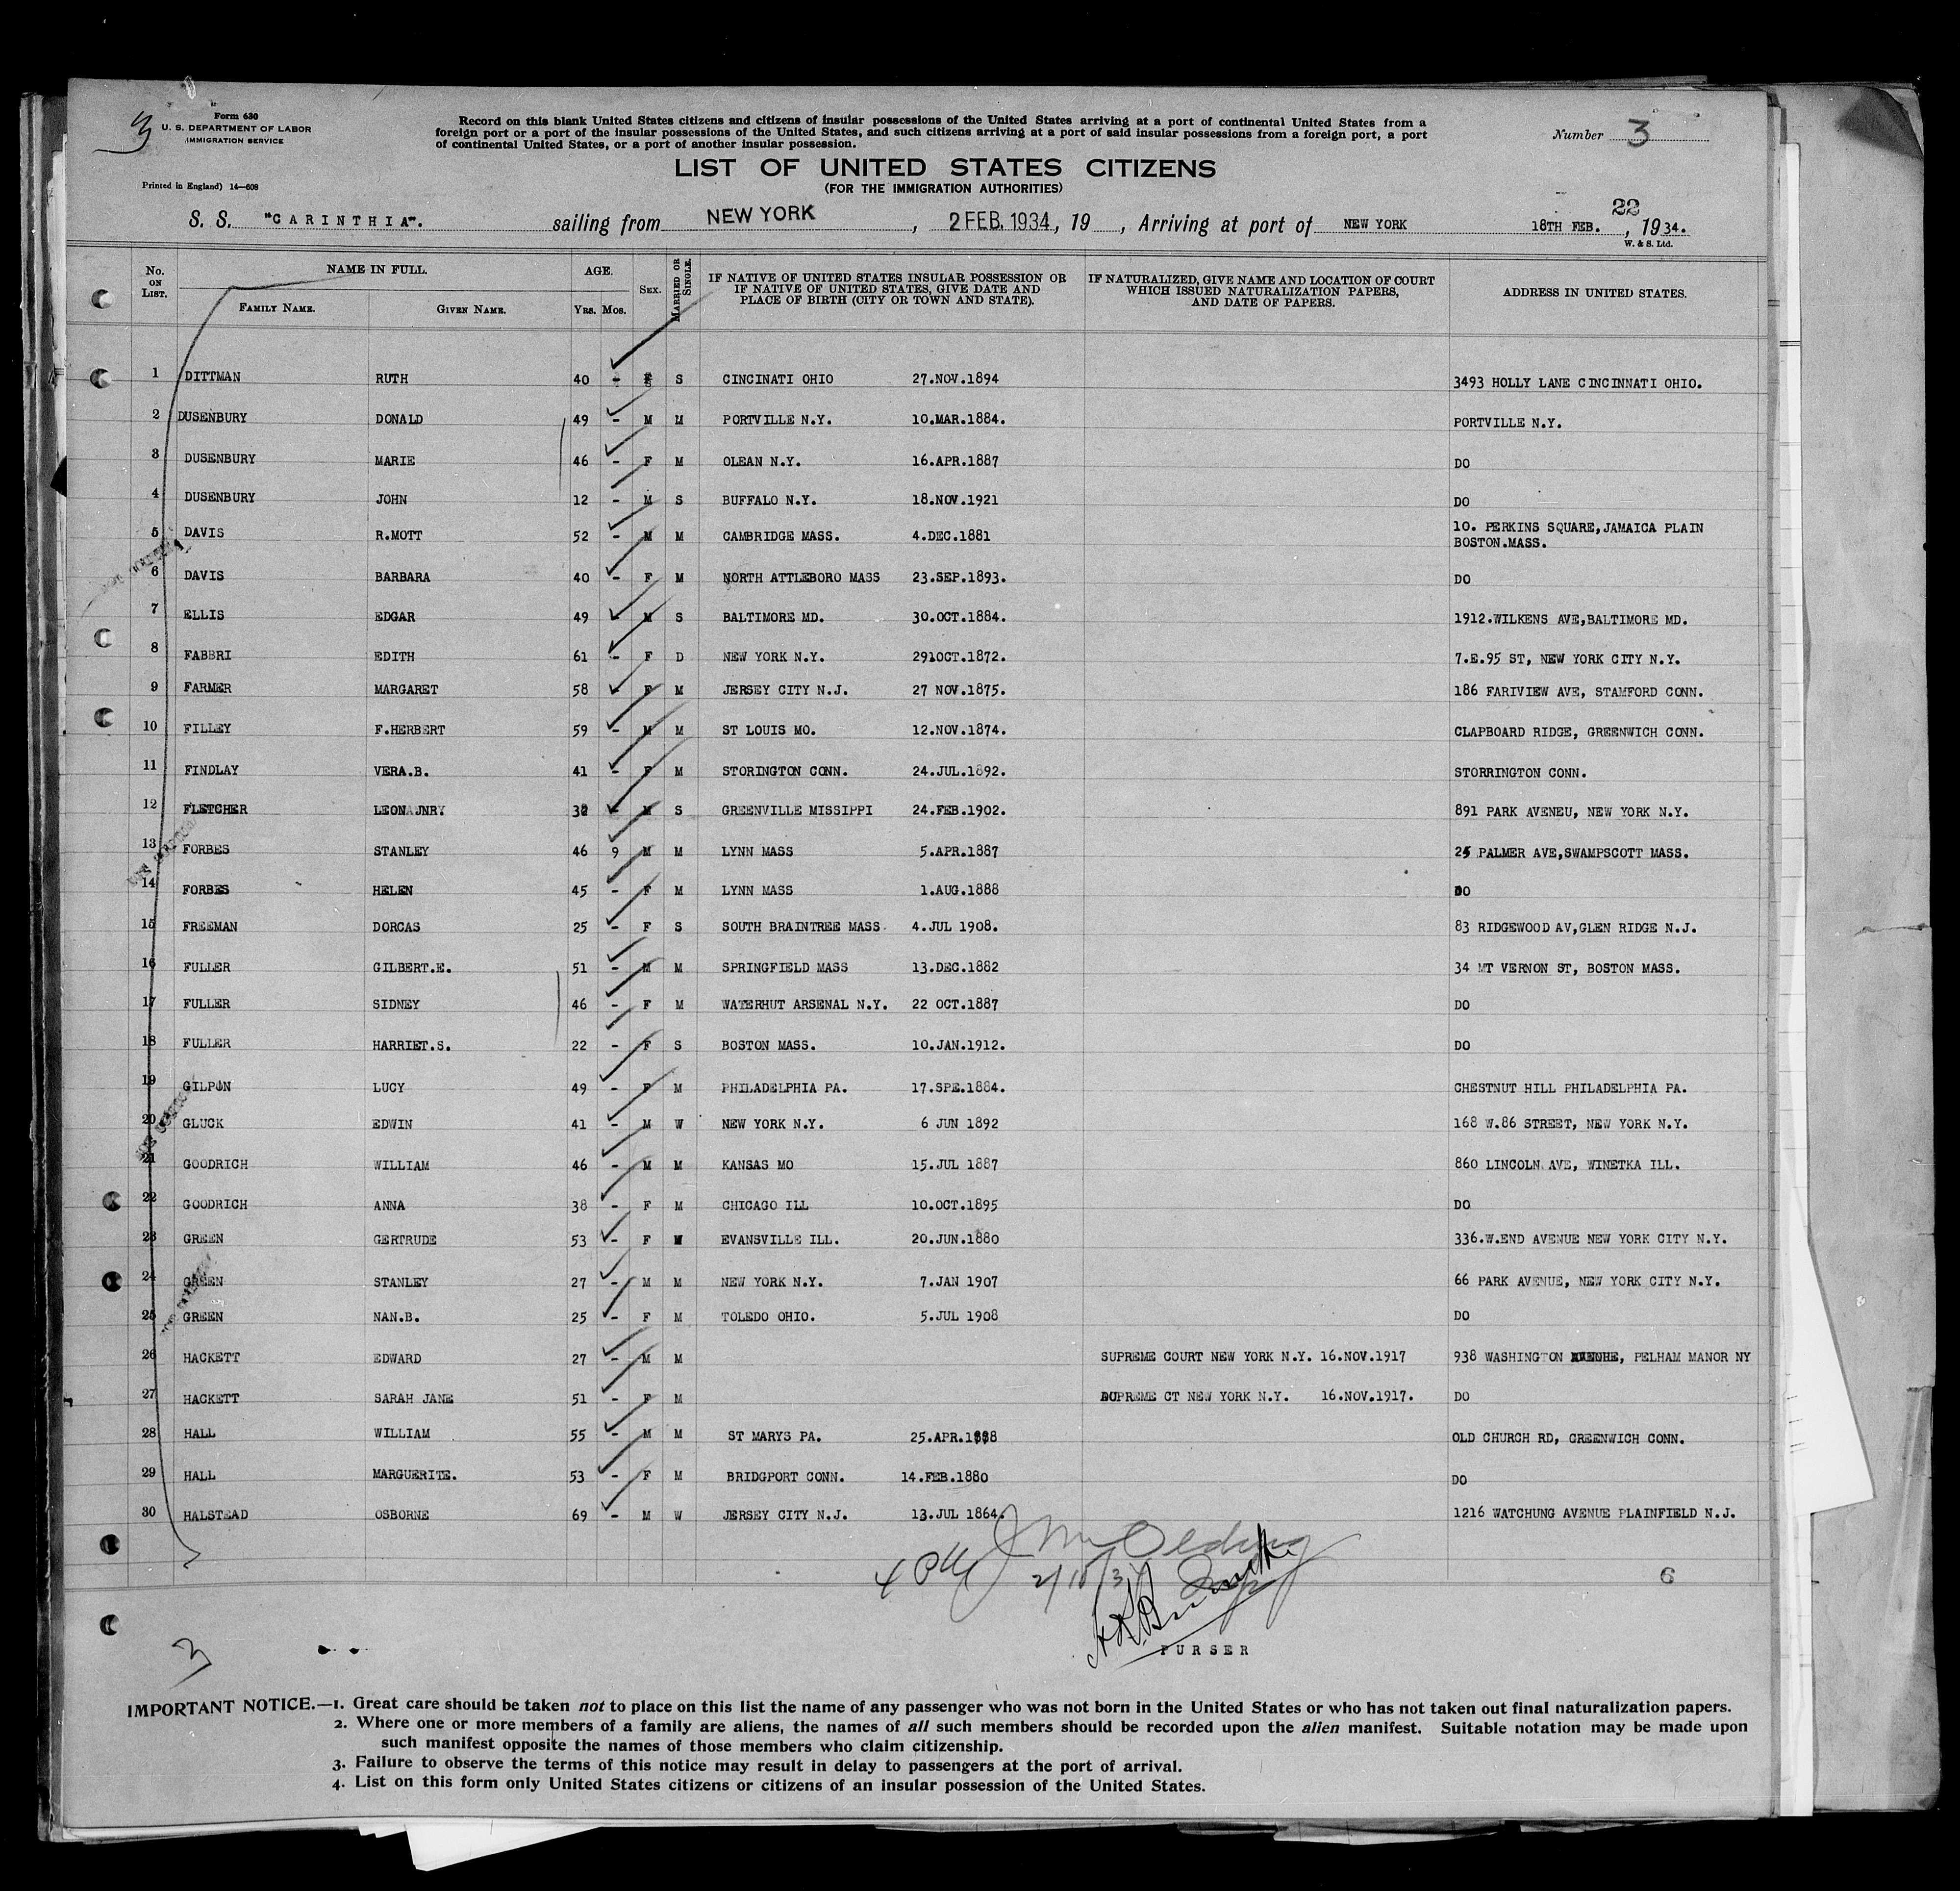 3
Form 630
U. S. DEPARTMENT OF LABOR
IMMIGRATION SERVICE
Printed in England) 14—608
Record on this blank United States citizens and citizens of insular possessions of the United States arriving at a port of continental United States from a
foreign port or a port of the insular possessions of the United States, and such citizens arriving at a port of said insular possessions from a foreign port, a port
of continental United States, or a port of another insular possession.
Number 3
LIST OF UNITED STATES CITIZENS
(FOR THE IMMIGRATION AUTHORITIES)
22
S. S. "CARINTHIA". sailing from NEW YORK, 2 FEB. 1934, 19 , Arriving at port of NEW YORK 18TH FEB. , 1934.
W. & S. Ltd.
No. ON LIST. NAME IN FULL. FAMILY NAME. GIVEN NAME. AGE. YRS. MOS. SEX. MARRIED OR SINGLE. IF NATIVE OF UNITED STATES INSULAR POSSESSION OR IF NATIVE OF UNITED STATES, GIVE DATE AND PLACE OF BIRTH (CITY OR TOWN AND STATE). IF NATURALIZED, GIVE NAME AND LOCATION OF COURT WHICH ISSUED NATURALIZATION PAPERS, AND DATE OF PAPERS. ADDRESS IN UNITED STATES.
1 DITTMAN RUTH 40 - F S CINCINATI OHIO 27.NOV.1894 3493 HOLLY LANE CINCINNATI OHIO.
2 DUSENBURY DONALD 49 - M M PORTVILLE N.Y. 10.MAR.1884. PORTVILLE N.Y.
3 DUSENBURY MARIE 46 - F M OLEAN N.Y. 16.APR.1887 DO
4 DUSENBURY JOHN 12 - M S BUFFALO N.Y. 18.NOV.1921 DO
5 DAVIS R.MOTT 52 - M M CAMBRIDGE MASS. 4.DEC.1881 10. PERKINS SQUARE,JAMAICA PLAIN
BOSTON.MASS.
6 DAVIS BARBARA 40 - F M NORTH ATTLEBORO MASS 23.SEP.1893. DO
7 ELLIS EDGAR 49 - M S BALTIMORE MD. 30.OCT.1884. 1912.WILKENS AVE,BALTIMORE MD.
8 FABBRI EDITH 61 - F D NEW YORK N.Y. 291OCT.1872. 7.E.95 ST, NEW YORK CITY N.Y.
9 FARMER MARGARET 58 - F M JERSEY CITY N.J. 27 NOV.1875. 186 FARIVIEW AVE, STAMFORD CONN.
10 FILLEY F.HERBERT 59 - M M ST LOUIS MO. 12.NOV.1874. CLAPBOARD RIDGE, GREENWICH CONN.
11 FINDLAY VERA.B. 41 - F M STORINGTON CONN. 24.JUL.1892. STORRINGTON CONN.
12 FLETCHER LEON JNR. 32 - M S GREENVILLE MISSIPPI 24.FEB.1902. 891 PARK AVENEU, NEW YORK N.Y.
13 FORBES STANLEY 46 9 M M LYNN MASS 5.APR.1887 25 PALMER AVE,SWAMPSCOTT MASS.
14 FORBES HELEN 45 - F M LYNN MASS 1.AUG.1888 DO
15 FREEMAN DORCAS 25 - F S SOUTH BRAINTREE MASS. 4.JUL 1908. 83 RIDGEWOOD AV,GLEN RIDGE N.J.
16 FULLER GILBERT.E. 51 - M M SPRINGFIELD MASS 13.DEC.1882 34 MT VERNON ST, BOSTON MASS.
17 FULLER SIDNEY 46 - F M WATERHUT ARSENAL N.Y. 22 OCT.1887 DO
18 FULLER HARRIET.S. 22 - F S BOSTON MASS. 10.JAN.1912. DO
19 GILPIN LUCY 49 - F M PHILADELPHIA PA. 17.SPE.1884. CHESTNUT HILL PHILADELPHIA PA.
20 GLUCK EDWIN 41 - M W NEW YORK N.Y. 6 JUN 1892 168 W.86 STREET, NEW YORK N.Y.
21 GOODRICH WILLIAM 46 - M M KANSAS MO 15.JUL 1887 860 LINCOLN AVE, WINETKA ILL.
22 GOODRICH ANNA 38 - F M CHICAGO ILL 10.OCT.1895 DO
23 GREEN GERTRUDE 53 - F EVANSVILLE ILL. 20.JUN.1880 336.W.END AVENUE NEW YORK CITY N.Y.
24 GREEN STANLEY 27 - M M NEW YORK N.Y. 7.JAN 1907 66 PARK AVENUE, NEW YORK CITY N.Y.
25 GREEN NAN.B. 25 - F M TOLEDO OHIO. 5.JUL 1908 DO
26 HACKETT EDWARD 27 - M M SUPREME COURT NEW YORK N.Y. 16.NOV.1917 938 WASHINGTON AVENUE, PELHAM MANOR NY
27 HACKETT SARAH JANE 51 - F M SUPREME CT NEW YORK N.Y. 16.NOV.1917. DO
28 HALL WILLIAM 55 - M M ST MARYS PA. 25.APR.1888 OLD CHURCH RD, GREENWICH CONN.
29 HALL MARGUERITE. 53 - F M BRIDGPORT CONN. 14.FEB.1880 DO
30 HALSTEAD OSBORNE 69 - M W JERSEY CITY N.J. 13.JUL 1864. 1216 WATCHUNG AVENUE PLAINFIELD N.J.
6
PURSER
3
IMPORTANT NOTICE.—1. Great care should be taken not to place on this list the name of any passenger who was not born in the United States or who has not taken out final naturalization papers.
2. Where one or more members of a family are aliens, the names of all such members should be recorded upon the alien manifest. Suitable notation may be made upon
such manifest opposite the names of those members who claim citizenship.
3. Failure to observe the terms of this notice may result in delay to passengers at the port of arrival.
4. List on this form only United States citizens or citizens of an insular possession of the United States.